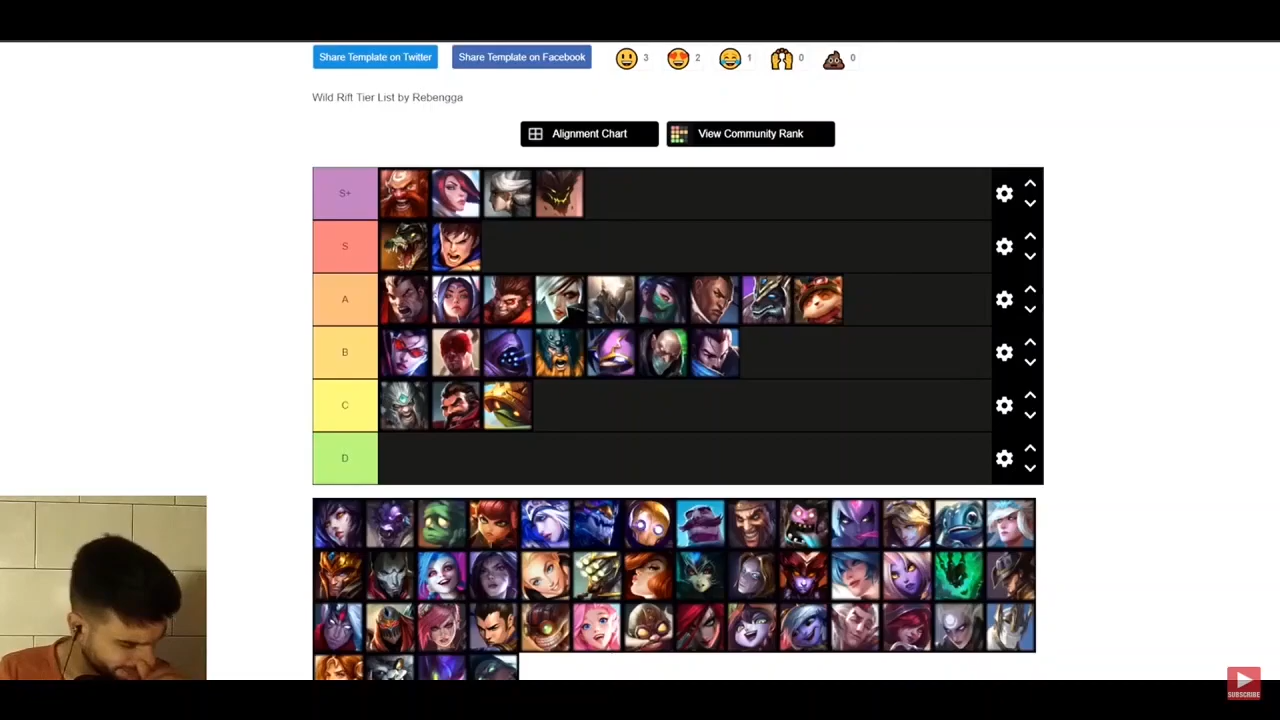 Share Template on Twitter
Share Template on Facebook
3
2
1
0
0
Wild Rift Tier List by Rebengga
Alignment Chart
View Community Rank
S+
S
A
B
C
D
SUBSCRIBE